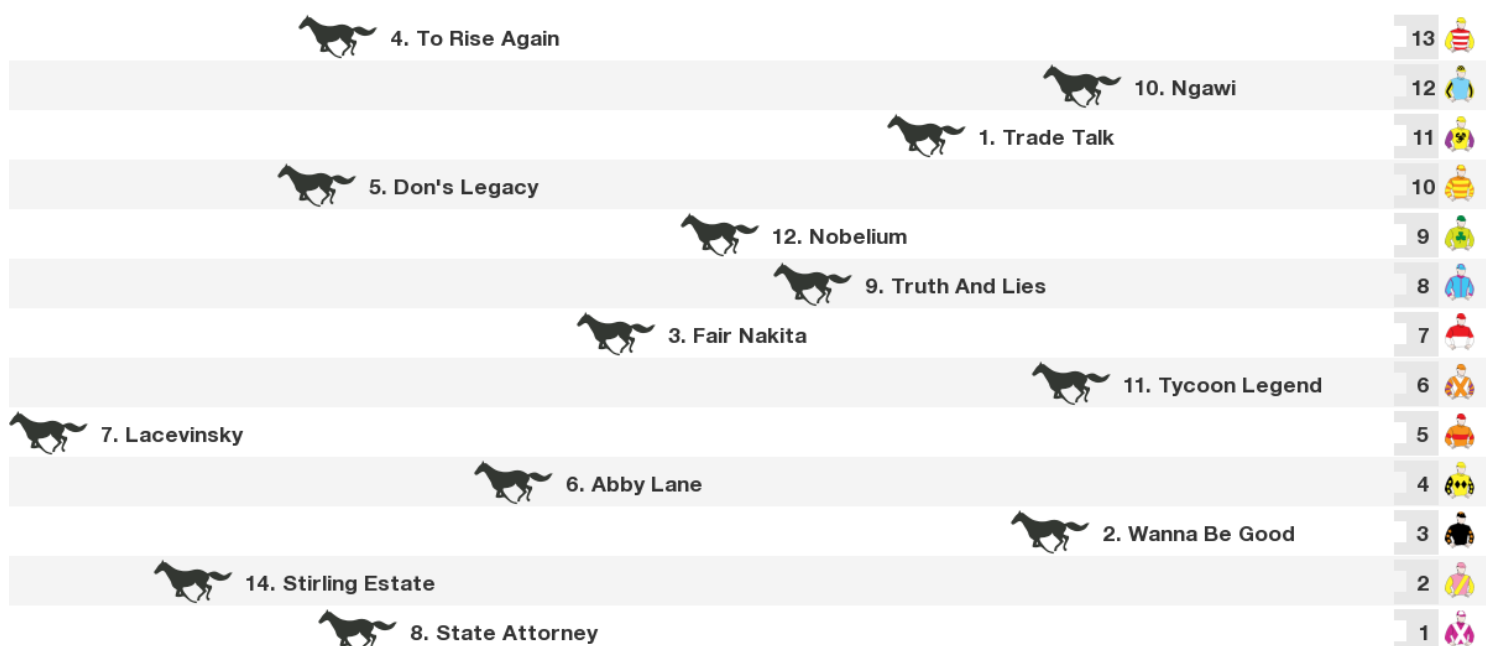 4. To Rise Again 13
10. Ngawi 12
1. Trade Talk 11
5. Don's Legacy 10
12. Nobelium 9
9. Truth And Lies 8
3. Fair Nakita 7
11. Tycoon Legend 6
7. Lacevinsky 5
6. Abby Lane 4
2. Wanna Be Good 3
14. Stirling Estate 2
8. State Attorney 1